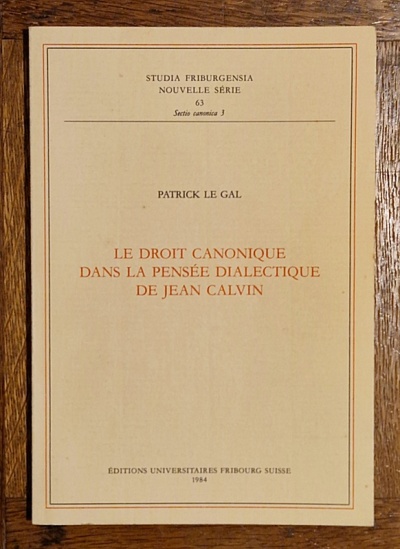 STUDIA FRIBURGENSIA
NOUVELLE SÉRIE
63
Sectio canonica 3
PATRICK LE GAL
LE DROIT CANONIQUE
DANS LA PENSÉE DIALECTIQUE
DE JEAN CALVIN
ÉDITIONS UNIVERSITAIRES FRIBOURG SUISSE
1984